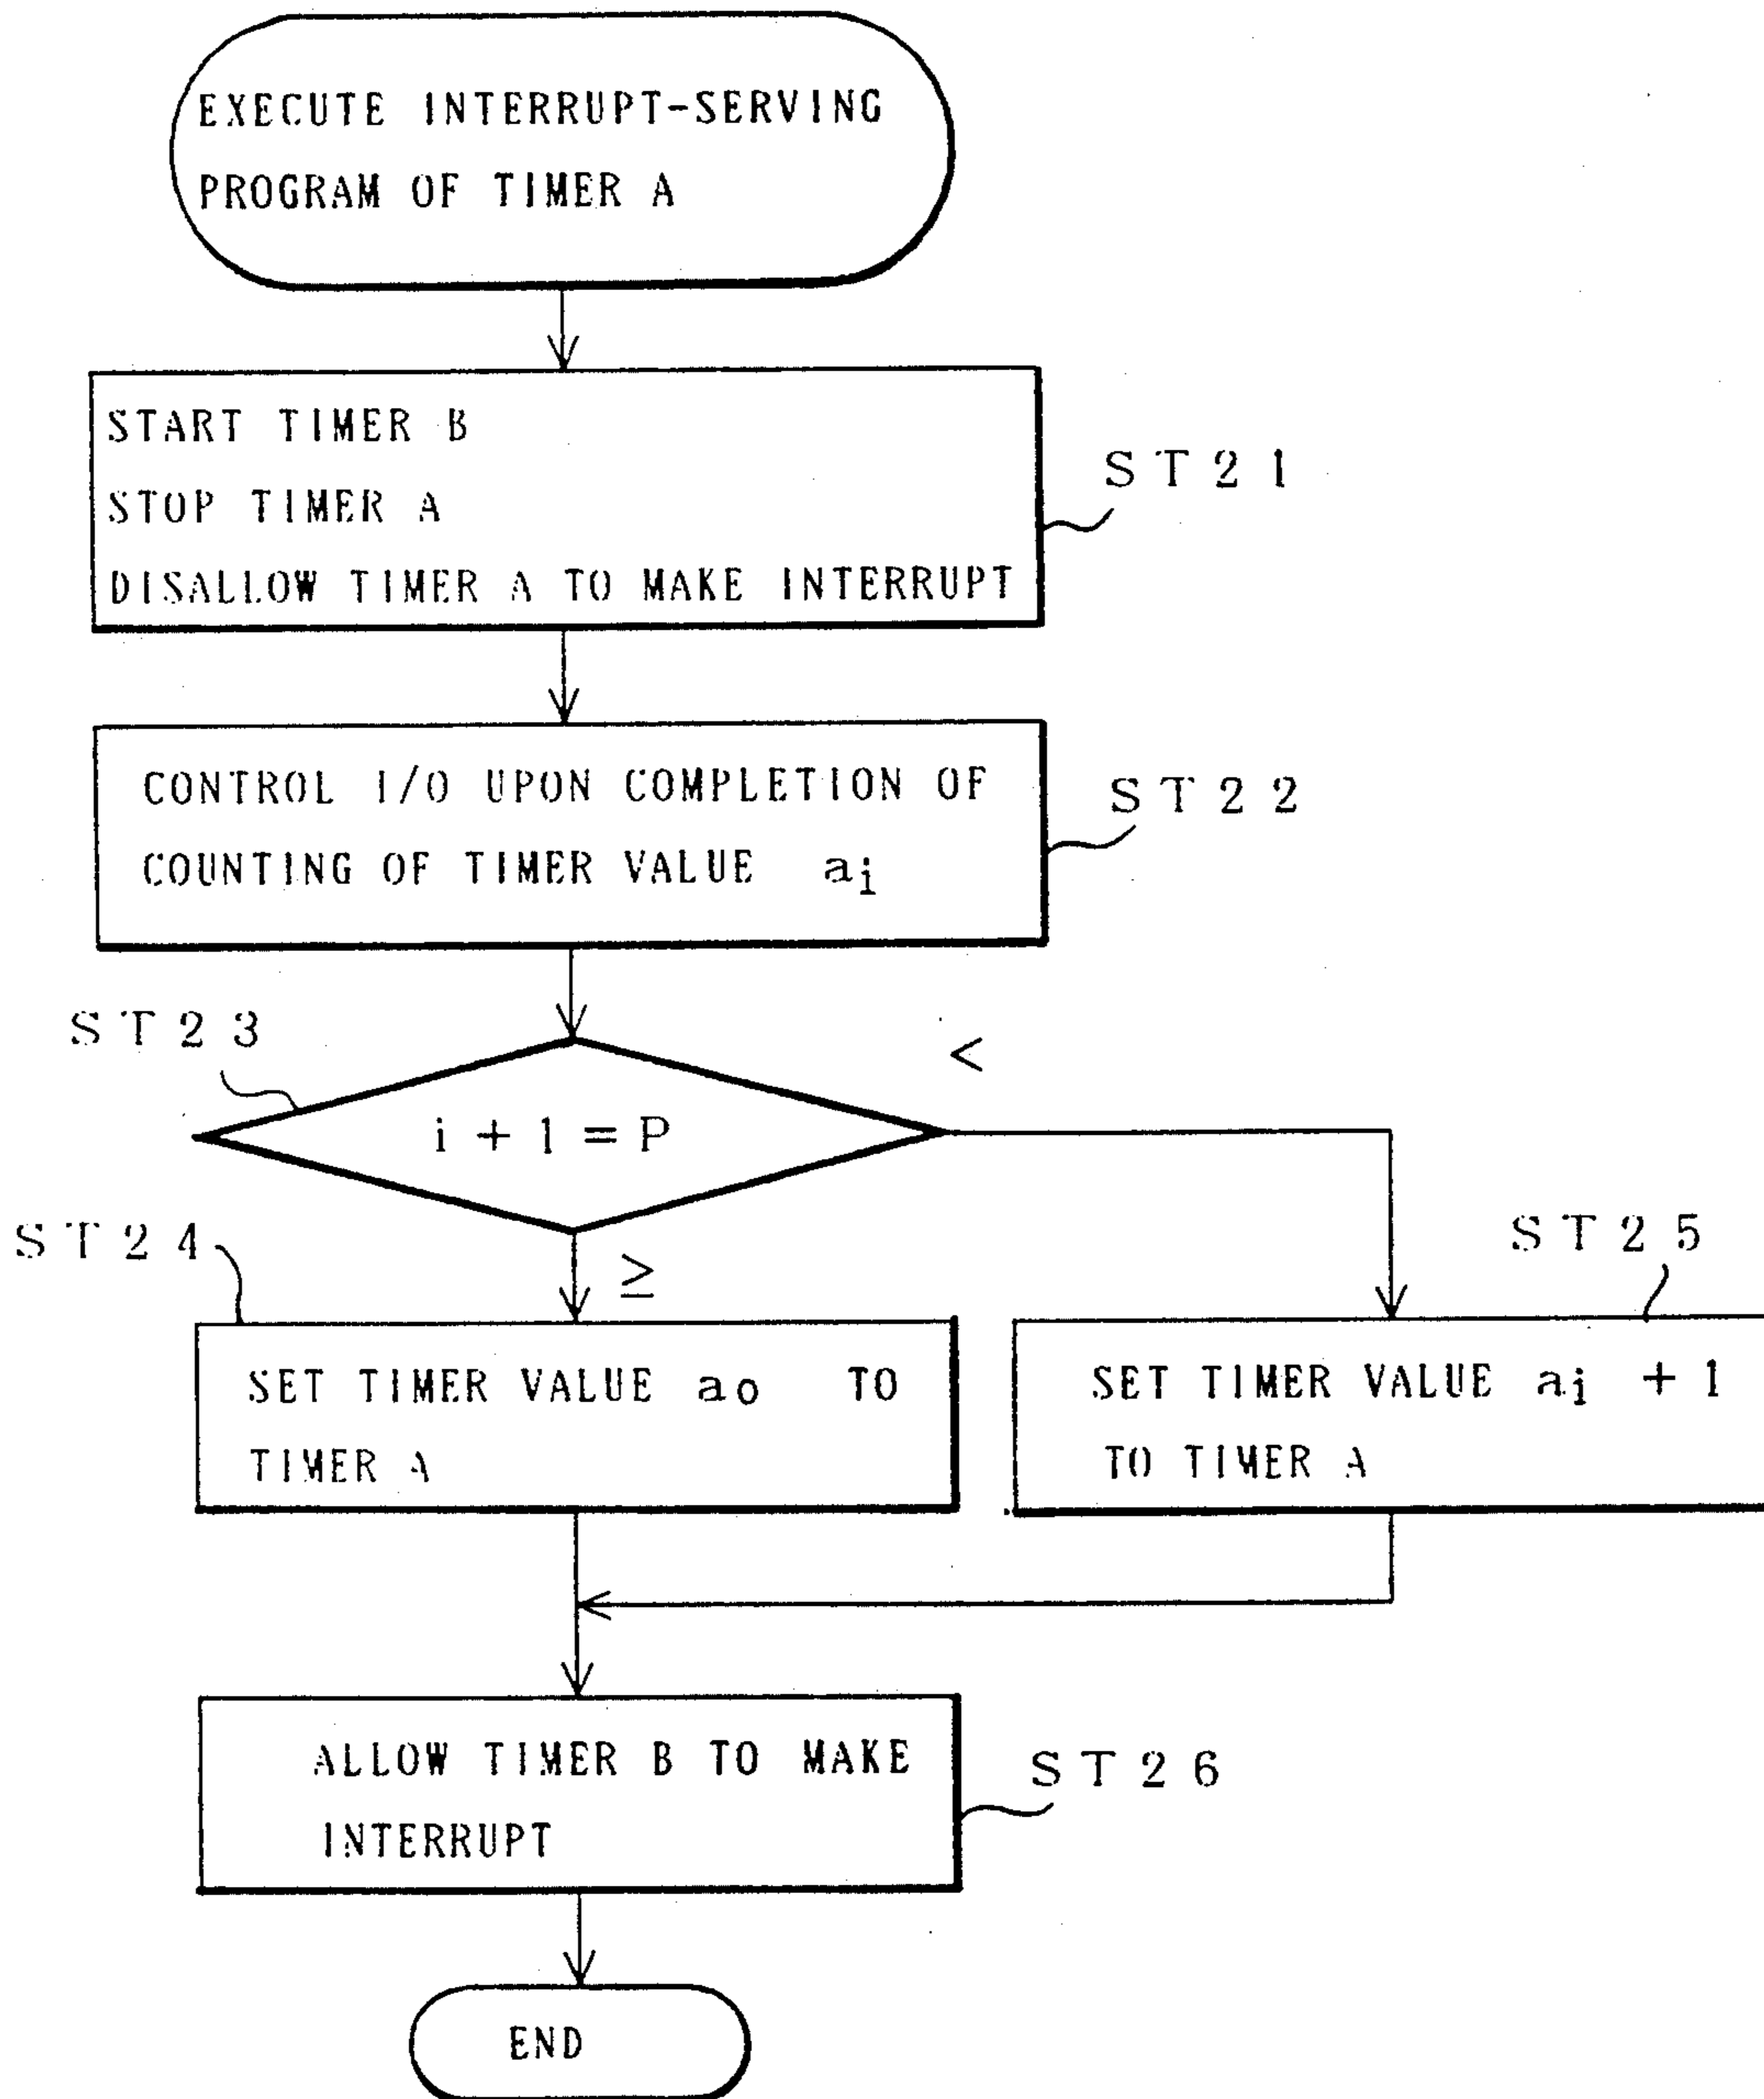 EXECUTE INTERRUPT-SERVING
PROGRAM OF TIMER A
START TIMER B
STOP TIMER A
DISALLOW TIMER A TO MAKE INTERRUPT
ST21
CONTROL I/O UPON COMPLETION OF
COUNTING OF TIMER VALUE ai
ST22
ST23
<
i + 1 = P
≥
ST24
SET TIMER VALUE ao TO
TIMER A
ST25
SET TIMER VALUE ai + 1
TO TIMER A
ALLOW TIMER B TO MAKE
INTERRUPT
ST26
END